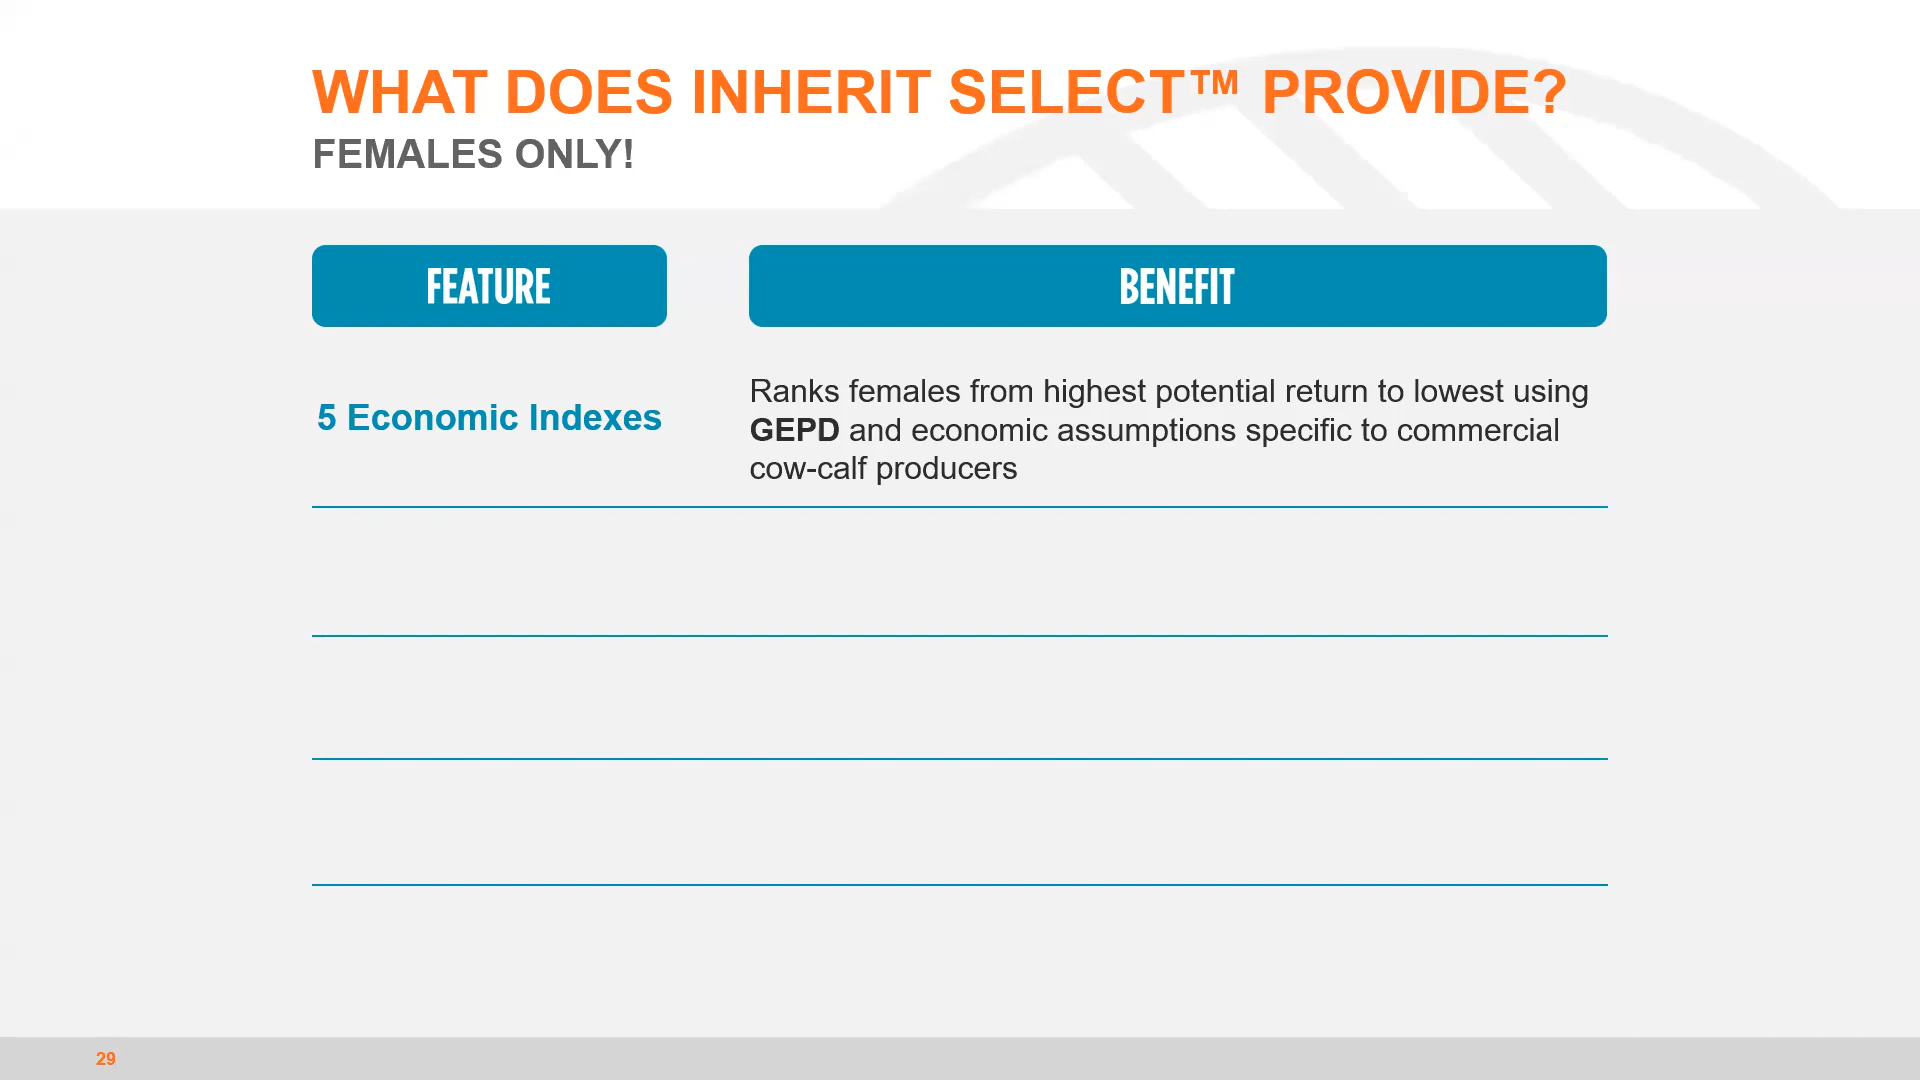 WHAT DOES INHERIT SELECT™ PROVIDE?
FEMALES ONLY!
FEATURE
BENEFIT
5 Economic Indexes
Ranks females from highest potential return to lowest using
GEPD and economic assumptions specific to commercial
cow-calf producers
29